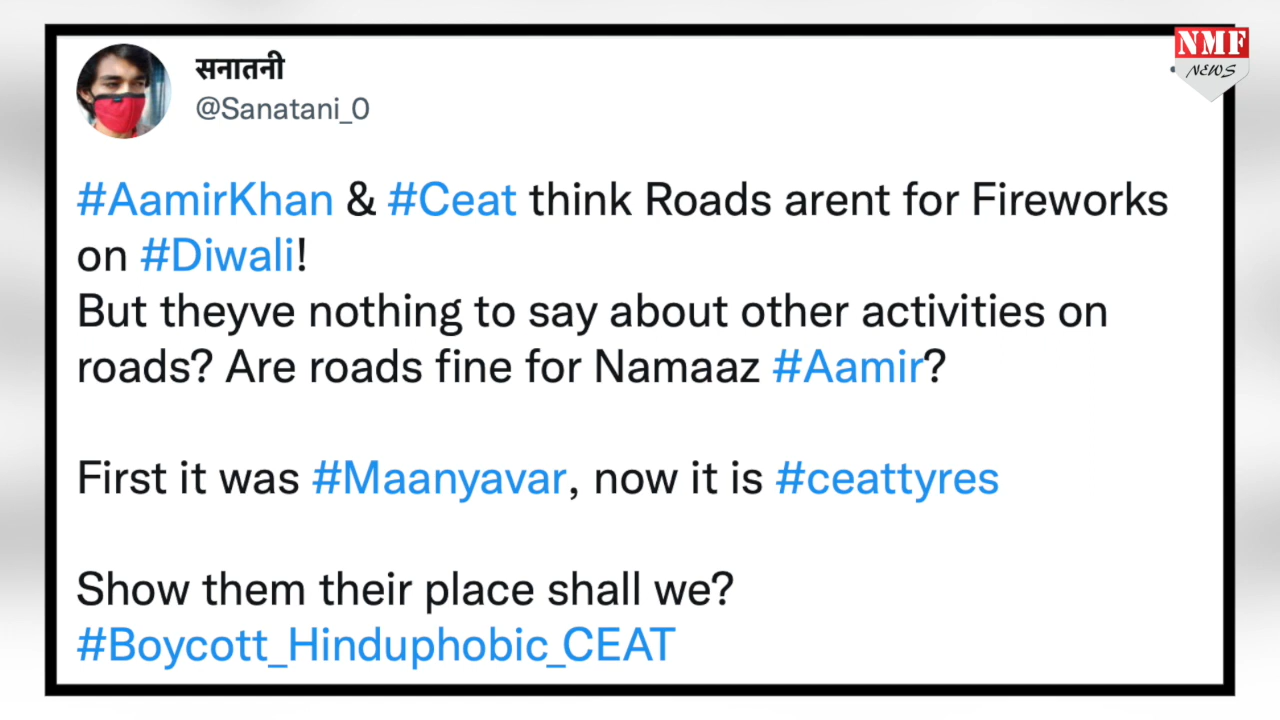 NMF
NEWS
सनातनी
@Sanatani_0
#AamirKhan & #Ceat think Roads arent for Fireworks
on #Diwali!
But theyve nothing to say about other activities on
roads? Are roads fine for Namaaz #Aamir?
First it was #Maanyavar, now it is #ceattyres
Show them their place shall we?
#Boycott_Hinduphobic_CEAT